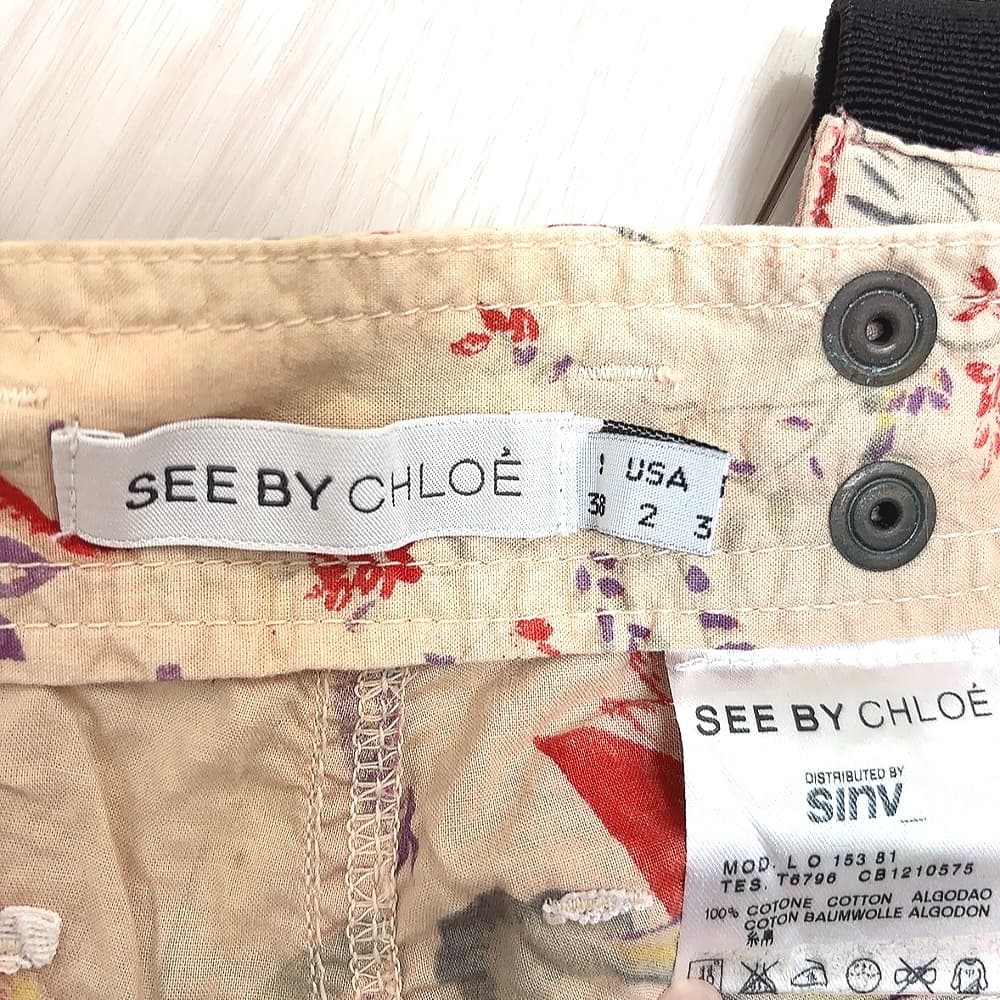 SEE BY CHLOÉ
I USA
38 2 3
SEE BY CHLOÉ
DISTRIBUTED BY
sinv
MOD. L O 153 81
TES. T6796 CB1210575
100% COTONE COTTON ALGODAO
COTON BAUMWOLLE ALGODON